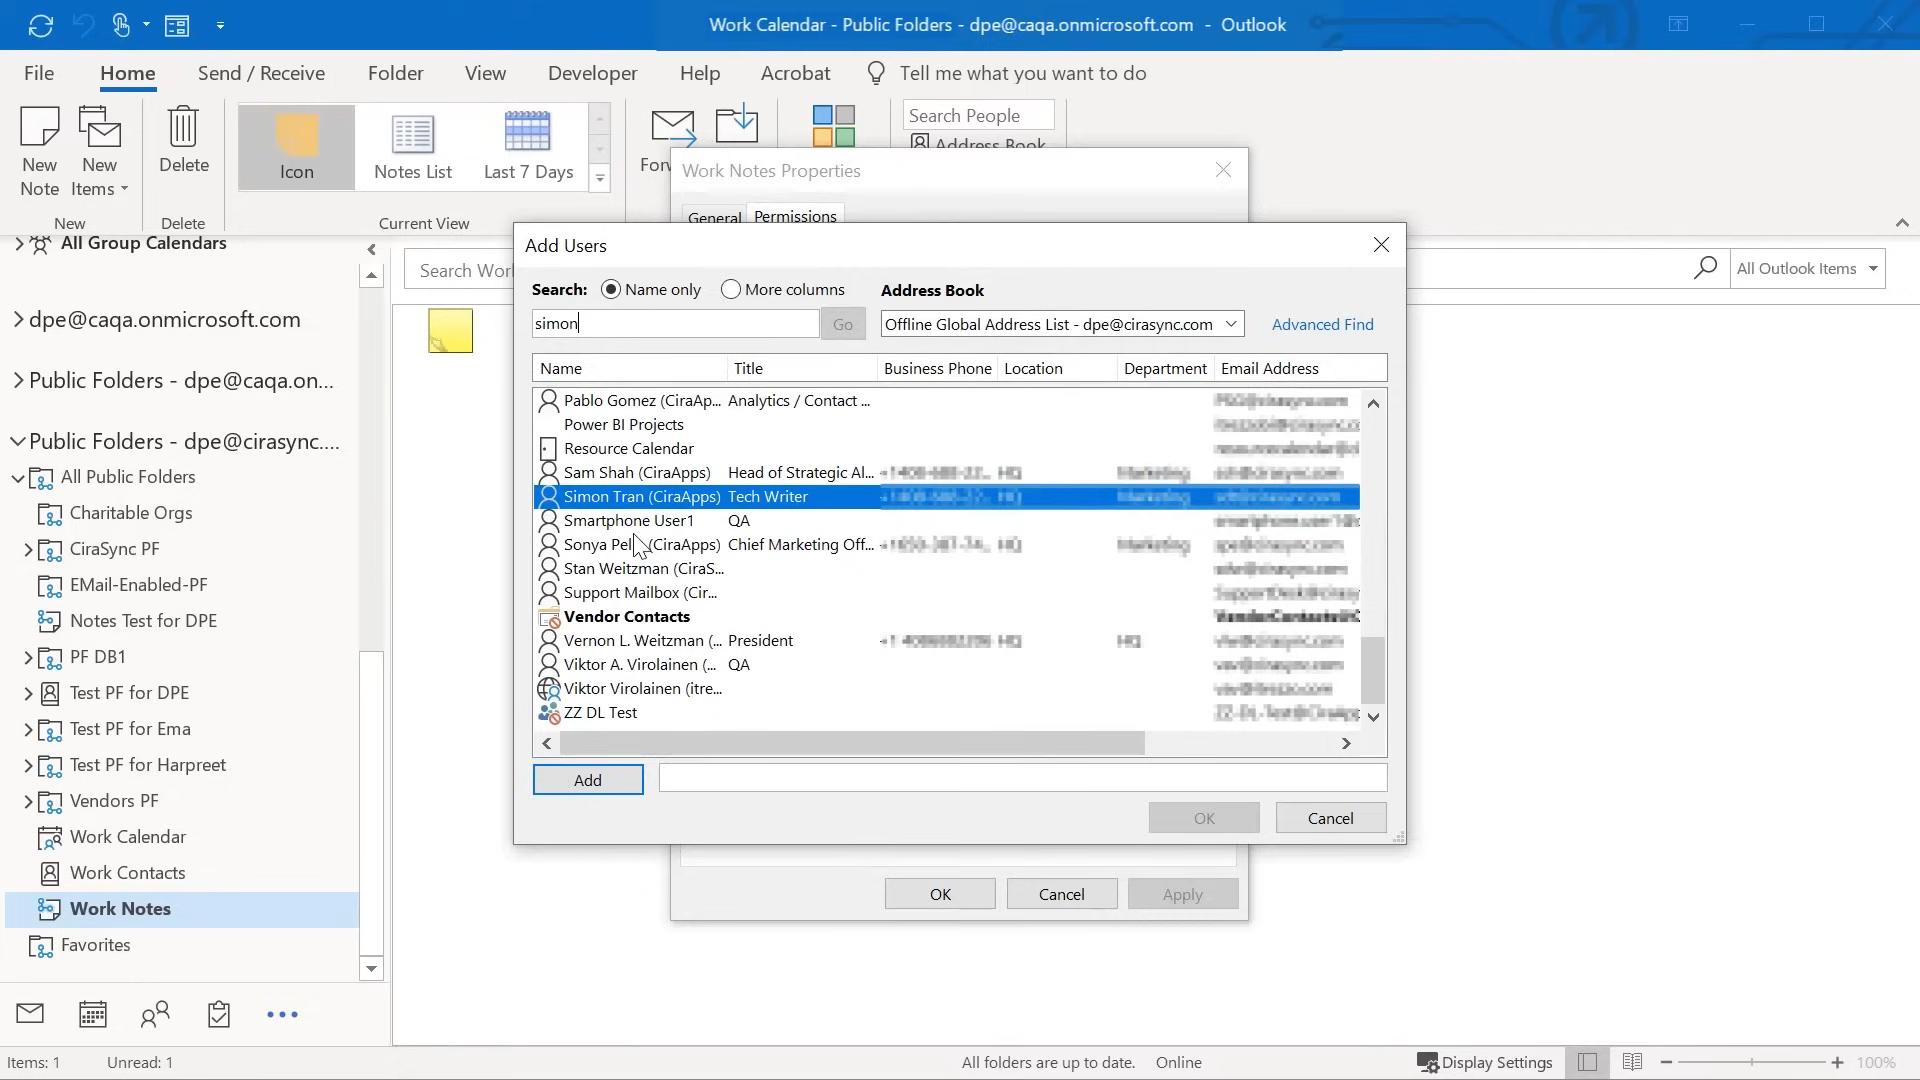 Work Calendar - Public Folders - dpe@caqa.onmicrosoft.com - Outlook
File Home Send / Receive Folder View Developer Help Acrobat Tell me what you want to do
New Note
New Items
Delete
Icon
Notes List
Last 7 Days
Search People
Address Book
New
Delete
Current View
Work Notes Properties
General
Permissions
All Group Calendars
dpe@caqa.onmicrosoft.com
Public Folders - dpe@caqa.on...
Public Folders - dpe@cirasync....
All Public Folders
Charitable Orgs
CiraSync PF
EMail-Enabled-PF
Notes Test for DPE
PF DB1
Test PF for DPE
Test PF for Ema
Test PF for Harpreet
Vendors PF
Work Calendar
Work Contacts
Work Notes
Favorites
All Outlook Items
Add Users
Search: Name only More columns Address Book
simon Go Offline Global Address List - dpe@cirasync.com Advanced Find
Name Title Business Phone Location Department Email Address
Pablo Gomez (CiraAp... Analytics / Contact ...
Power BI Projects
Resource Calendar
Sam Shah (CiraApps) Head of Strategic Al...
Simon Tran (CiraApps) Tech Writer
Smartphone User1 QA
Sonya (CiraApps) Chief Marketing Off...
Stan Weitzman (CiraS...
Support Mailbox (Cir...
Vendor Contacts
Vernon L. Weitzman (... President
Viktor A. Virolainen (... QA
Viktor Virolainen (itre...
ZZ DL Test
Add
OK Cancel
OK Cancel Apply
Items: 1 Unread: 1 All folders are up to date. Online Display Settings 100%